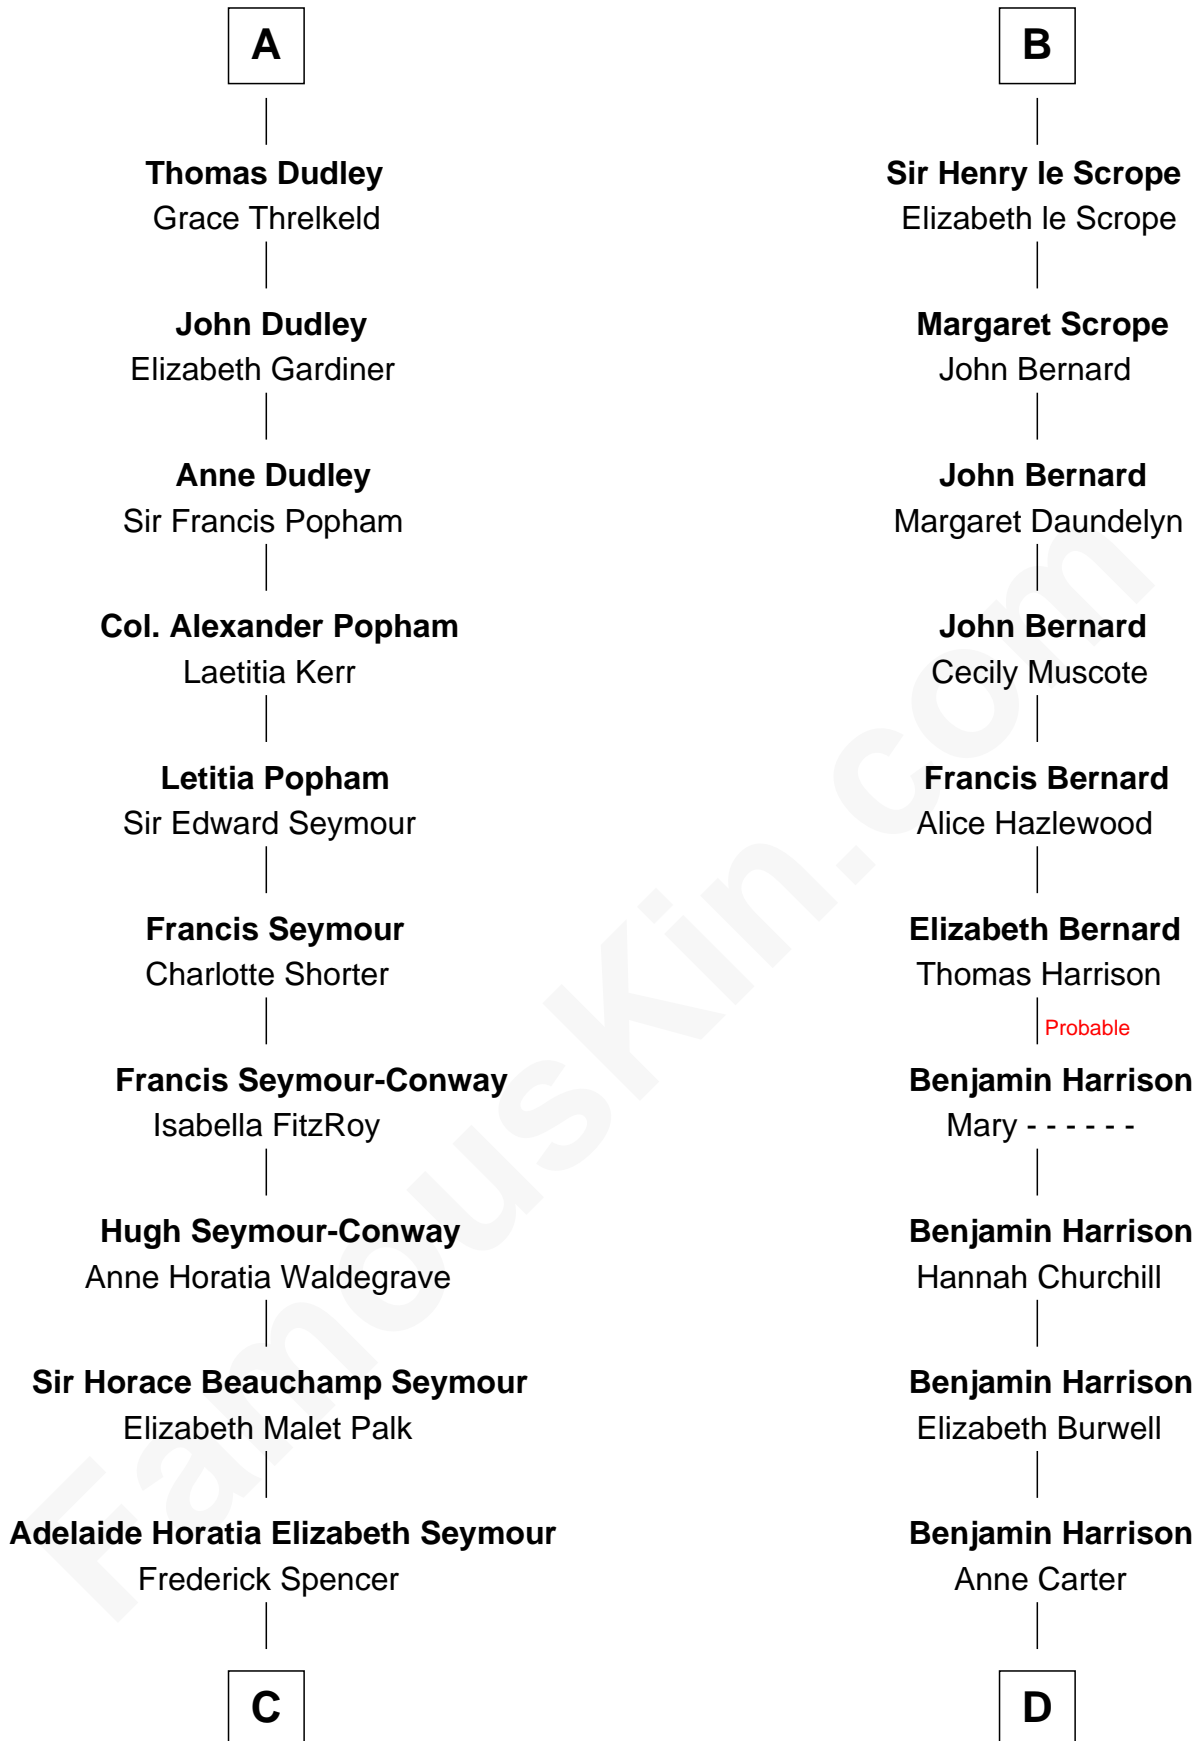 A
Thomas Dudley
Grace Threlkeld
John Dudley
Elizabeth Gardiner
Anne Dudley
Sir Francis Popham
Col. Alexander Popham
Laetitia Kerr
Letitia Popham
Sir Edward Seymour
Francis Seymour
Charlotte Shorter
Francis Seymour-Conway
Isabella FitzRoy
Hugh Seymour-Conway
Anne Horatia Waldegrave
Sir Horace Beauchamp Seymour
Elizabeth Malet Palk
Adelaide Horatia Elizabeth Seymour
Frederick Spencer
C
B
Sir Henry le Scrope
Elizabeth le Scrope
Margaret Scrope
John Bernard
John Bernard
Margaret Daundelyn
John Bernard
Cecily Muscote
Francis Bernard
Alice Hazlewood
Elizabeth Bernard
Thomas Harrison
Probable
Benjamin Harrison
Mary - - - - - -
Benjamin Harrison
Hannah Churchill
Benjamin Harrison
Elizabeth Burwell
Benjamin Harrison
Anne Carter
D
FamousKin.com